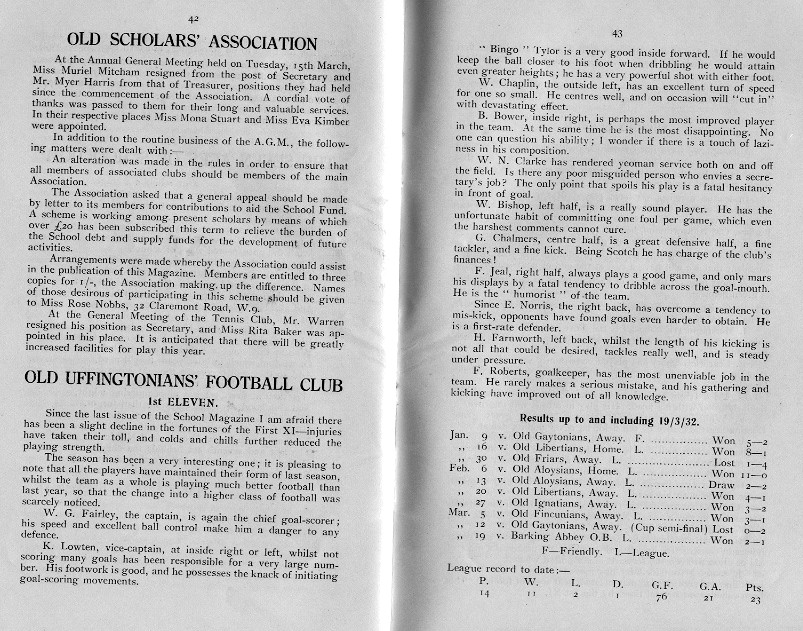 42
OLD SCHOLARS' ASSOCIATION
At the Annual General Meeting held on Tuesday, 15th March,
Miss Muriel Mitcham resigned from the post of Secretary and
Mr. Myer Harris from that of Treasurer, positions they had held
since the commencement of the Association. A cordial vote of
thanks was passed to them for their long and valuable services.
In their respective places Miss Mona Stuart and Miss Eva Kimber
were appointed.
In addition to the routine business of the A.G.M., the follow-
ing matters were dealt with:—
An alteration was made in the rules in order to ensure that
all members of associated clubs should be members of the main
Association.
The Association asked that a general appeal should be made
by letter to its members for contributions to aid the School Fund.
A scheme is working among present scholars by means of which
over £20 has been subscribed this term to relieve the burden of
the School debt and supply funds for the development of future
activities.
Arrangements were made whereby the Association could assist
in the publication of this Magazine. Members are entitled to three
copies for 1/-, the Association making up the difference. Names
of those desirous of participating in this scheme should be given
to Miss Rose Nobbs, 32 Claremont Road, W.9.
At the General Meeting of the Tennis Club, Mr. Warren
resigned his position as Secretary, and Miss Rita Baker was ap-
pointed in his place. It is anticipated that there will be greatly
increased facilities for play this year.
OLD UFFINGTONIANS' FOOTBALL CLUB
1st ELEVEN.
Since the last issue of the School Magazine I am afraid there
has been a slight decline in the fortunes of the First XI—injuries
have taken their toll, and colds and chills further reduced the
playing strength.
The season has been a very interesting one; it is pleasing to
note that all the players have maintained their form of last season,
whilst the team as a whole is playing much better football than
last year, so that the change into a higher class of football was
scarcely noticed.
W. G. Fairley, the captain, is again the chief goal-scorer;
his speed and excellent ball control make him a danger to any
defence.
K. Lowten, vice-captain, at inside right or left, whilst not
scoring many goals has been responsible for a very large num-
ber. His footwork is good, and he possesses the knack of initiating
goal-scoring movements.
43
" Bingo " Tylor is a very good inside forward. If he would
keep the ball closer to his foot when dribbling he would attain
even greater heights; he has a very powerful shot with either foot.
W. Chaplin, the outside left, has an excellent turn of speed
for one so small. He centres well, and on occasion will "cut in"
with devastating effect.
B. Bower, inside right, is perhaps the most improved player
in the team. At the same time he is the most disappointing. No
one can question his ability; I wonder if there is a touch of lazi-
ness in his composition.
W. N. Clarke has rendered yeoman service both on and off
the field. Is there any poor misguided person who envies a secre-
tary's job? The only point that spoils his play is a fatal hesitancy
in front of goal.
W. Bishop, left half, is a really sound player. He has the
unfortunate habit of committing one foul per game, which even
the harshest comments cannot cure.
G. Chalmers, centre half, is a great defensive half, a fine
tackler, and a fine kick. Being Scotch he has charge of the club's
finances!
F. Jeal, right half, always plays a good game, and only mars
his displays by a fatal tendency to dribble across the goal-mouth.
He is the " humorist " of the team.
Since E. Norris, the right back, has overcome a tendency to
mis-kick, opponents have found goals even harder to obtain. He
is a first-rate defender.
H. Farnworth, left back, whilst the length of his kicking is
not all that could be desired, tackles really well, and is steady
under pressure.
F. Roberts, goalkeeper, has the most unenviable job in the
team. He rarely makes a serious mistake, and his gathering and
kicking have improved out of all knowledge.
Results up to and including 19/3/32.
Jan. 9 v. Old Gaytonians, Away. F. ............... Won 5—2
,, 16 v. Old Libertians, Home. L. ............... Won 8—1
,, 30 v. Old Friars, Away. L. ............... Lost 1—4
Feb. 6 v. Old Aloysians, Home. L. ............... Won 11—0
,, 13 v. Old Aloysians, Away. L. ............... Draw 2—2
,, 20 v. Old Libertians, Away. L. ............... Won 4—1
,, 27 v. Old Ignatians, Away. L. ............... Won 3—2
Mar. 5 v. Old Fincunians, Away. L. ............... Won 3—1
,, 12 v. Old Gaytonians, Away. (Cup semi-final) Lost 0—2
,, 19 v. Barking Abbey O.B. L. ............... Won 2—1
F—Friendly. L—League.
League record to date:—
P. W. L. D. G.F. G.A. Pts.
14 11 2 1 76 21 23